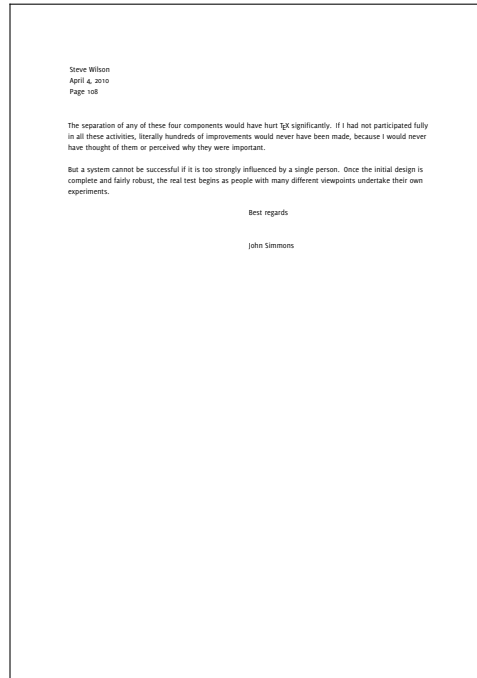 Steve Wilson
April 4, 2010
Page 108
The separation of any of these four components would have hurt TEX significantly. If I had not participated fully
in all these activities, literally hundreds of improvements would never have been made, because I would never
have thought of them or perceived why they were important.
But a system cannot be successful if it is too strongly influenced by a single person. Once the initial design is
complete and fairly robust, the real test begins as people with many different viewpoints undertake their own
experiments.
Best regards
John Simmons